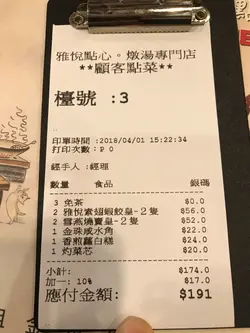 雅悅點心。燉湯專門店
**顧客點菜**
檯號 :3
印單時間 :2018/04/01 15:22:34
打印次數 : P 0
經手人 : 經理
數量 食品 銀碼
3 免茶 $0.0
2 雅悅素翅蝦餃皇-2隻 $56.0
2 雪燕燒賣皇-2隻 $52.0
1 金珠咸水角 $22.0
1 香煎蘿白糕 $24.0
1 灼菜芯 $20.0
小計: $174.0
加一: 10% $17.0
應付金額: $191